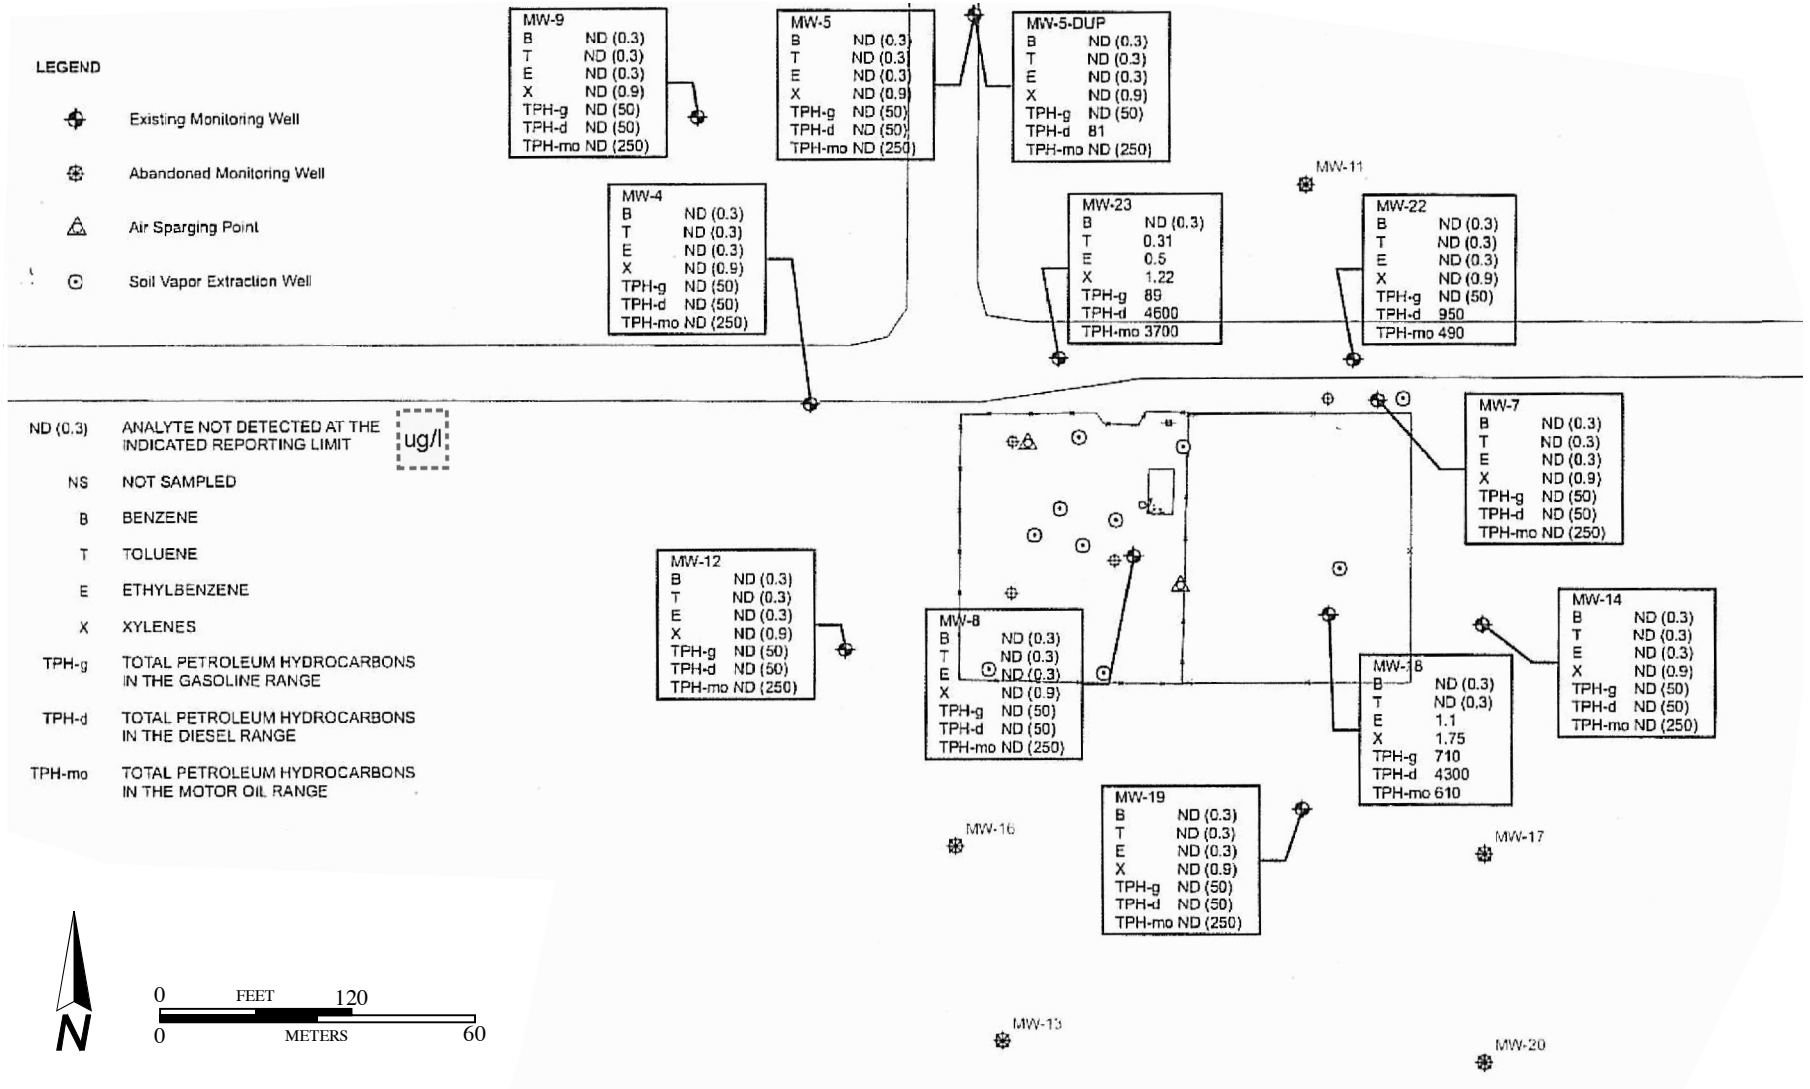 LEGEND
Existing Monitoring Well
Abandoned Monitoring Well
Air Sparging Point
Soil Vapor Extraction Well
MW-9
B ND (0.3)
T ND (0.3)
E ND (0.3)
X ND (0.9)
TPH-g ND (50)
TPH-d ND (50)
TPH-mo ND (250)
MW-5
B ND (0.3)
T ND (0.3)
E ND (0.3)
X ND (0.9)
TPH-g ND (50)
TPH-d ND (50)
TPH-mo ND (250)
MW-5-DUP
B ND (0.3)
T ND (0.3)
E ND (0.3)
X ND (0.9)
TPH-g ND (50)
TPH-d 81
TPH-mo ND (250)
MW-11
MW-4
B ND (0.3)
T ND (0.3)
E ND (0.3)
X ND (0.9)
TPH-g ND (50)
TPH-d ND (50)
TPH-mo ND (250)
MW-23
B ND (0.3)
T 0.31
E 0.5
X 1.22
TPH-g 89
TPH-d 4600
TPH-mo 3700
MW-22
B ND (0.3)
T ND (0.3)
E ND (0.3)
X ND (0.9)
TPH-g ND (50)
TPH-d 950
TPH-mo 490
ND (0.3) ANALYTE NOT DETECTED AT THE
INDICATED REPORTING LIMIT
ug/l
NS NOT SAMPLED
B BENZENE
T TOLUENE
E ETHYLBENZENE
X XYLENES
TPH-g TOTAL PETROLEUM HYDROCARBONS
IN THE GASOLINE RANGE
TPH-d TOTAL PETROLEUM HYDROCARBONS
IN THE DIESEL RANGE
TPH-mo TOTAL PETROLEUM HYDROCARBONS
IN THE MOTOR OIL RANGE
MW-7
B ND (0.3)
T ND (0.3)
E ND (0.3)
X ND (0.9)
TPH-g ND (50)
TPH-d ND (50)
TPH-mo ND (250)
MW-12
B ND (0.3)
T ND (0.3)
E ND (0.3)
X ND (0.9)
TPH-g ND (50)
TPH-d ND (50)
TPH-mo ND (250)
MW-8
B ND (0.3)
T ND (0.3)
E ND (0.3)
X ND (0.9)
TPH-g ND (50)
TPH-d ND (50)
TPH-mo ND (250)
MW-14
B ND (0.3)
T ND (0.3)
E ND (0.3)
X ND (0.9)
TPH-g ND (50)
TPH-d ND (50)
TPH-mo ND (250)
MW-18
B ND (0.3)
T ND (0.3)
E 1.1
X 1.75
TPH-g 710
TPH-d 4300
TPH-mo 610
MW-19
B ND (0.3)
T ND (0.3)
E ND (0.3)
X ND (0.9)
TPH-g ND (50)
TPH-d ND (50)
TPH-mo ND (250)
MW-16
MW-17
MW-13
MW-20
N
0 FEET 120
0 METERS 60